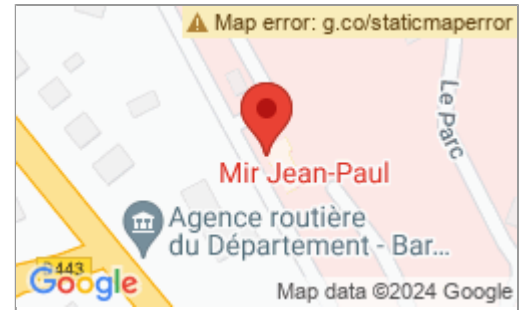 Map error: g.co/staticmaperror
Le Parc
Mir Jean-Paul
Agence routière
du Département - Bar...
443
Google
Map data ©2024 Google